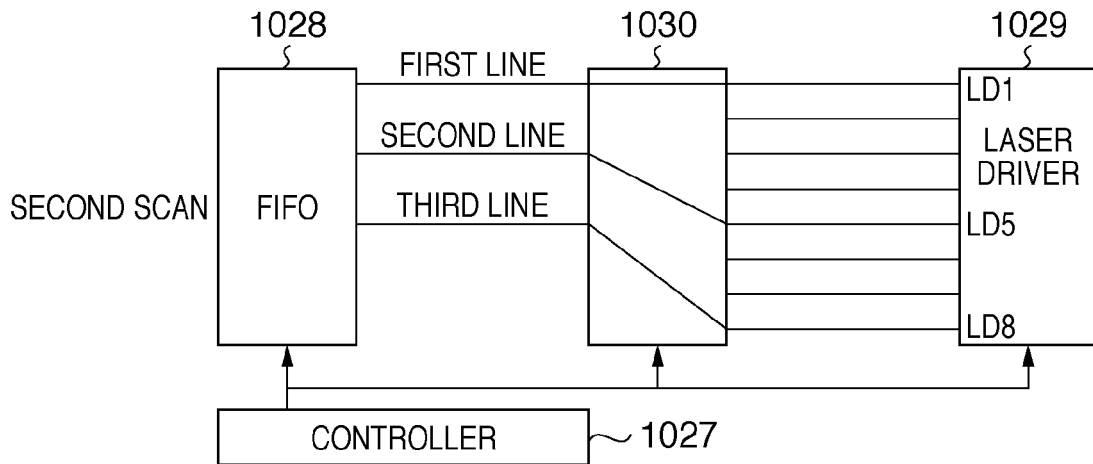 1028
1030
1029
FIRST LINE
LD1
SECOND LINE
LASER
DRIVER
SECOND SCAN
FIFO
THIRD LINE
LD5
LD8
CONTROLLER
1027